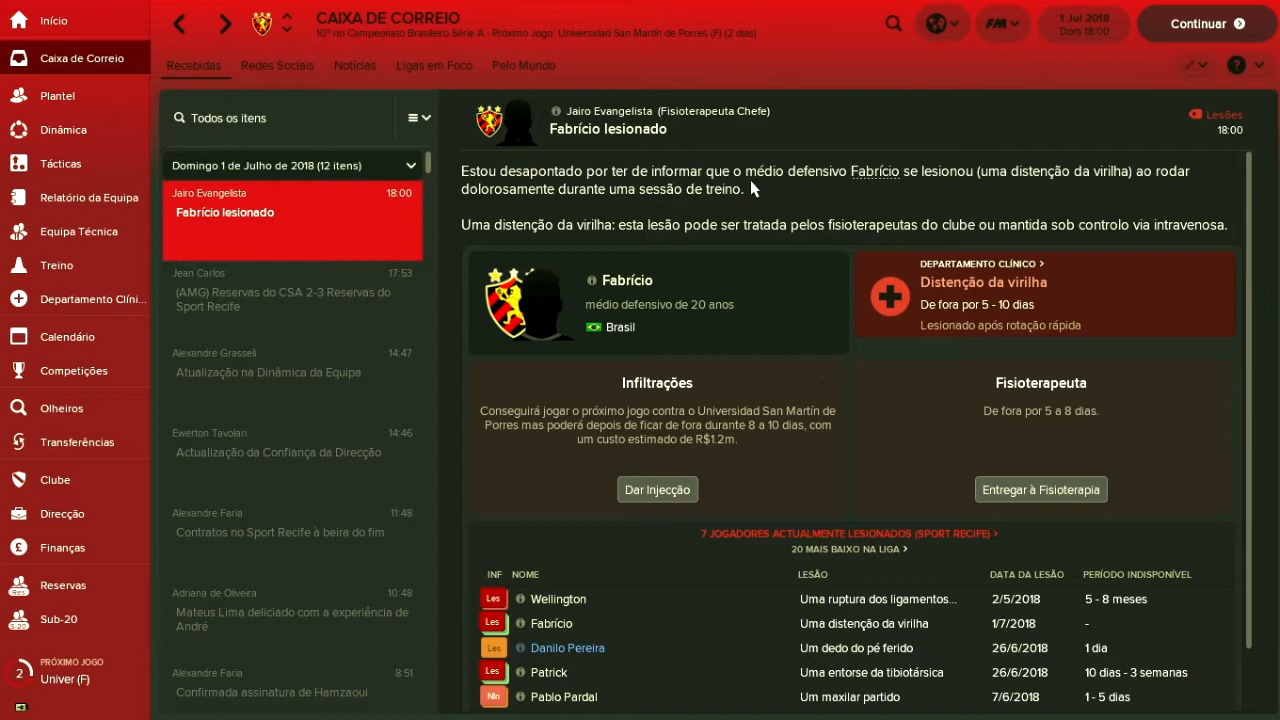 Início
Caixa de Correio
Plantel
Dinâmica
Tácticas
Relatório da Equipa
Equipa Técnica
Treino
Departamento Clíni...
Calendário
Competições
Olheiros
Transferências
Clube
Direcção
Finanças
Reservas
Sub-20
2
PRÓXIMO JOGO
Univer (F)
CAIXA DE CORREIO
10º no Campeonato Brasileiro Série A - Próximo Jogo: Universidad San Martín de Porres (F) (2 dias)
FM
1 Jul 2018
Dom 18:00
Continuar
Recebidas
Redes Sociais
Notícias
Ligas em Foco
Pelo Mundo
Todos os itens
Domingo 1 de Julho de 2018 (12 itens)
Jairo Evangelista 18:00
Fabrício lesionado
Jean Carlos 17:53
(AMG) Reservas do CSA 2-3 Reservas do
Sport Recife
Alexandre Grasseli 14:47
Atualização na Dinâmica da Equipa
Ewerton Tavolari 14:46
Actualização da Confiança da Direcção
Alexandre Faria 11:48
Contratos no Sport Recife à beira do fim
Adriana de Oliveira 10:48
Mateus Lima deliciado com a experiência de
André
Alexandre Faria 8:51
Confirmada assinatura de Hamzaoui
Jairo Evangelista (Fisioterapeuta Chefe)
Fabrício lesionado
Lesões
18:00
Estou desapontado por ter de informar que o médio defensivo Fabrício se lesionou (uma distensão da virilha) ao rodar
dolorosamente durante uma sessão de treino.
Uma distensão da virilha: esta lesão pode ser tratada pelos fisioterapeutas do clube ou mantida sob controlo via intravenosa.
Fabrício
médio defensivo de 20 anos
Brasil
DEPARTAMENTO CLÍNICO >
Distenção da virilha
De fora por 5 - 10 dias
Lesionado após rotação rápida
Infiltrações
Conseguirá jogar o próximo jogo contra o Universidad San Martín de
Porres mas poderá depois de ficar de fora durante 8 a 10 dias, com
um custo estimado de R$1.2m.
Dar Injecção
Fisioterapeuta
De fora por 5 a 8 dias.
Entregar à Fisioterapia
7 JOGADORES ACTUALMENTE LESIONADOS (SPORT RECIFE) >
20 MAIS BAIXO NA LIGA >
INF NOME LESÃO DATA DA LESÃO PERÍODO INDISPONÍVEL
Les Wellington Uma ruptura dos ligamentos... 2/5/2018 5 - 8 meses
Les Fabrício Uma distensão da virilha 1/7/2018 -
Les Danilo Pereira Um dedo do pé ferido 26/6/2018 1 dia
Les Patrick Uma entorse da tibiotársica 26/6/2018 10 dias - 3 semanas
Nln Pablo Pardal Um maxilar partido 7/6/2018 1 - 5 dias